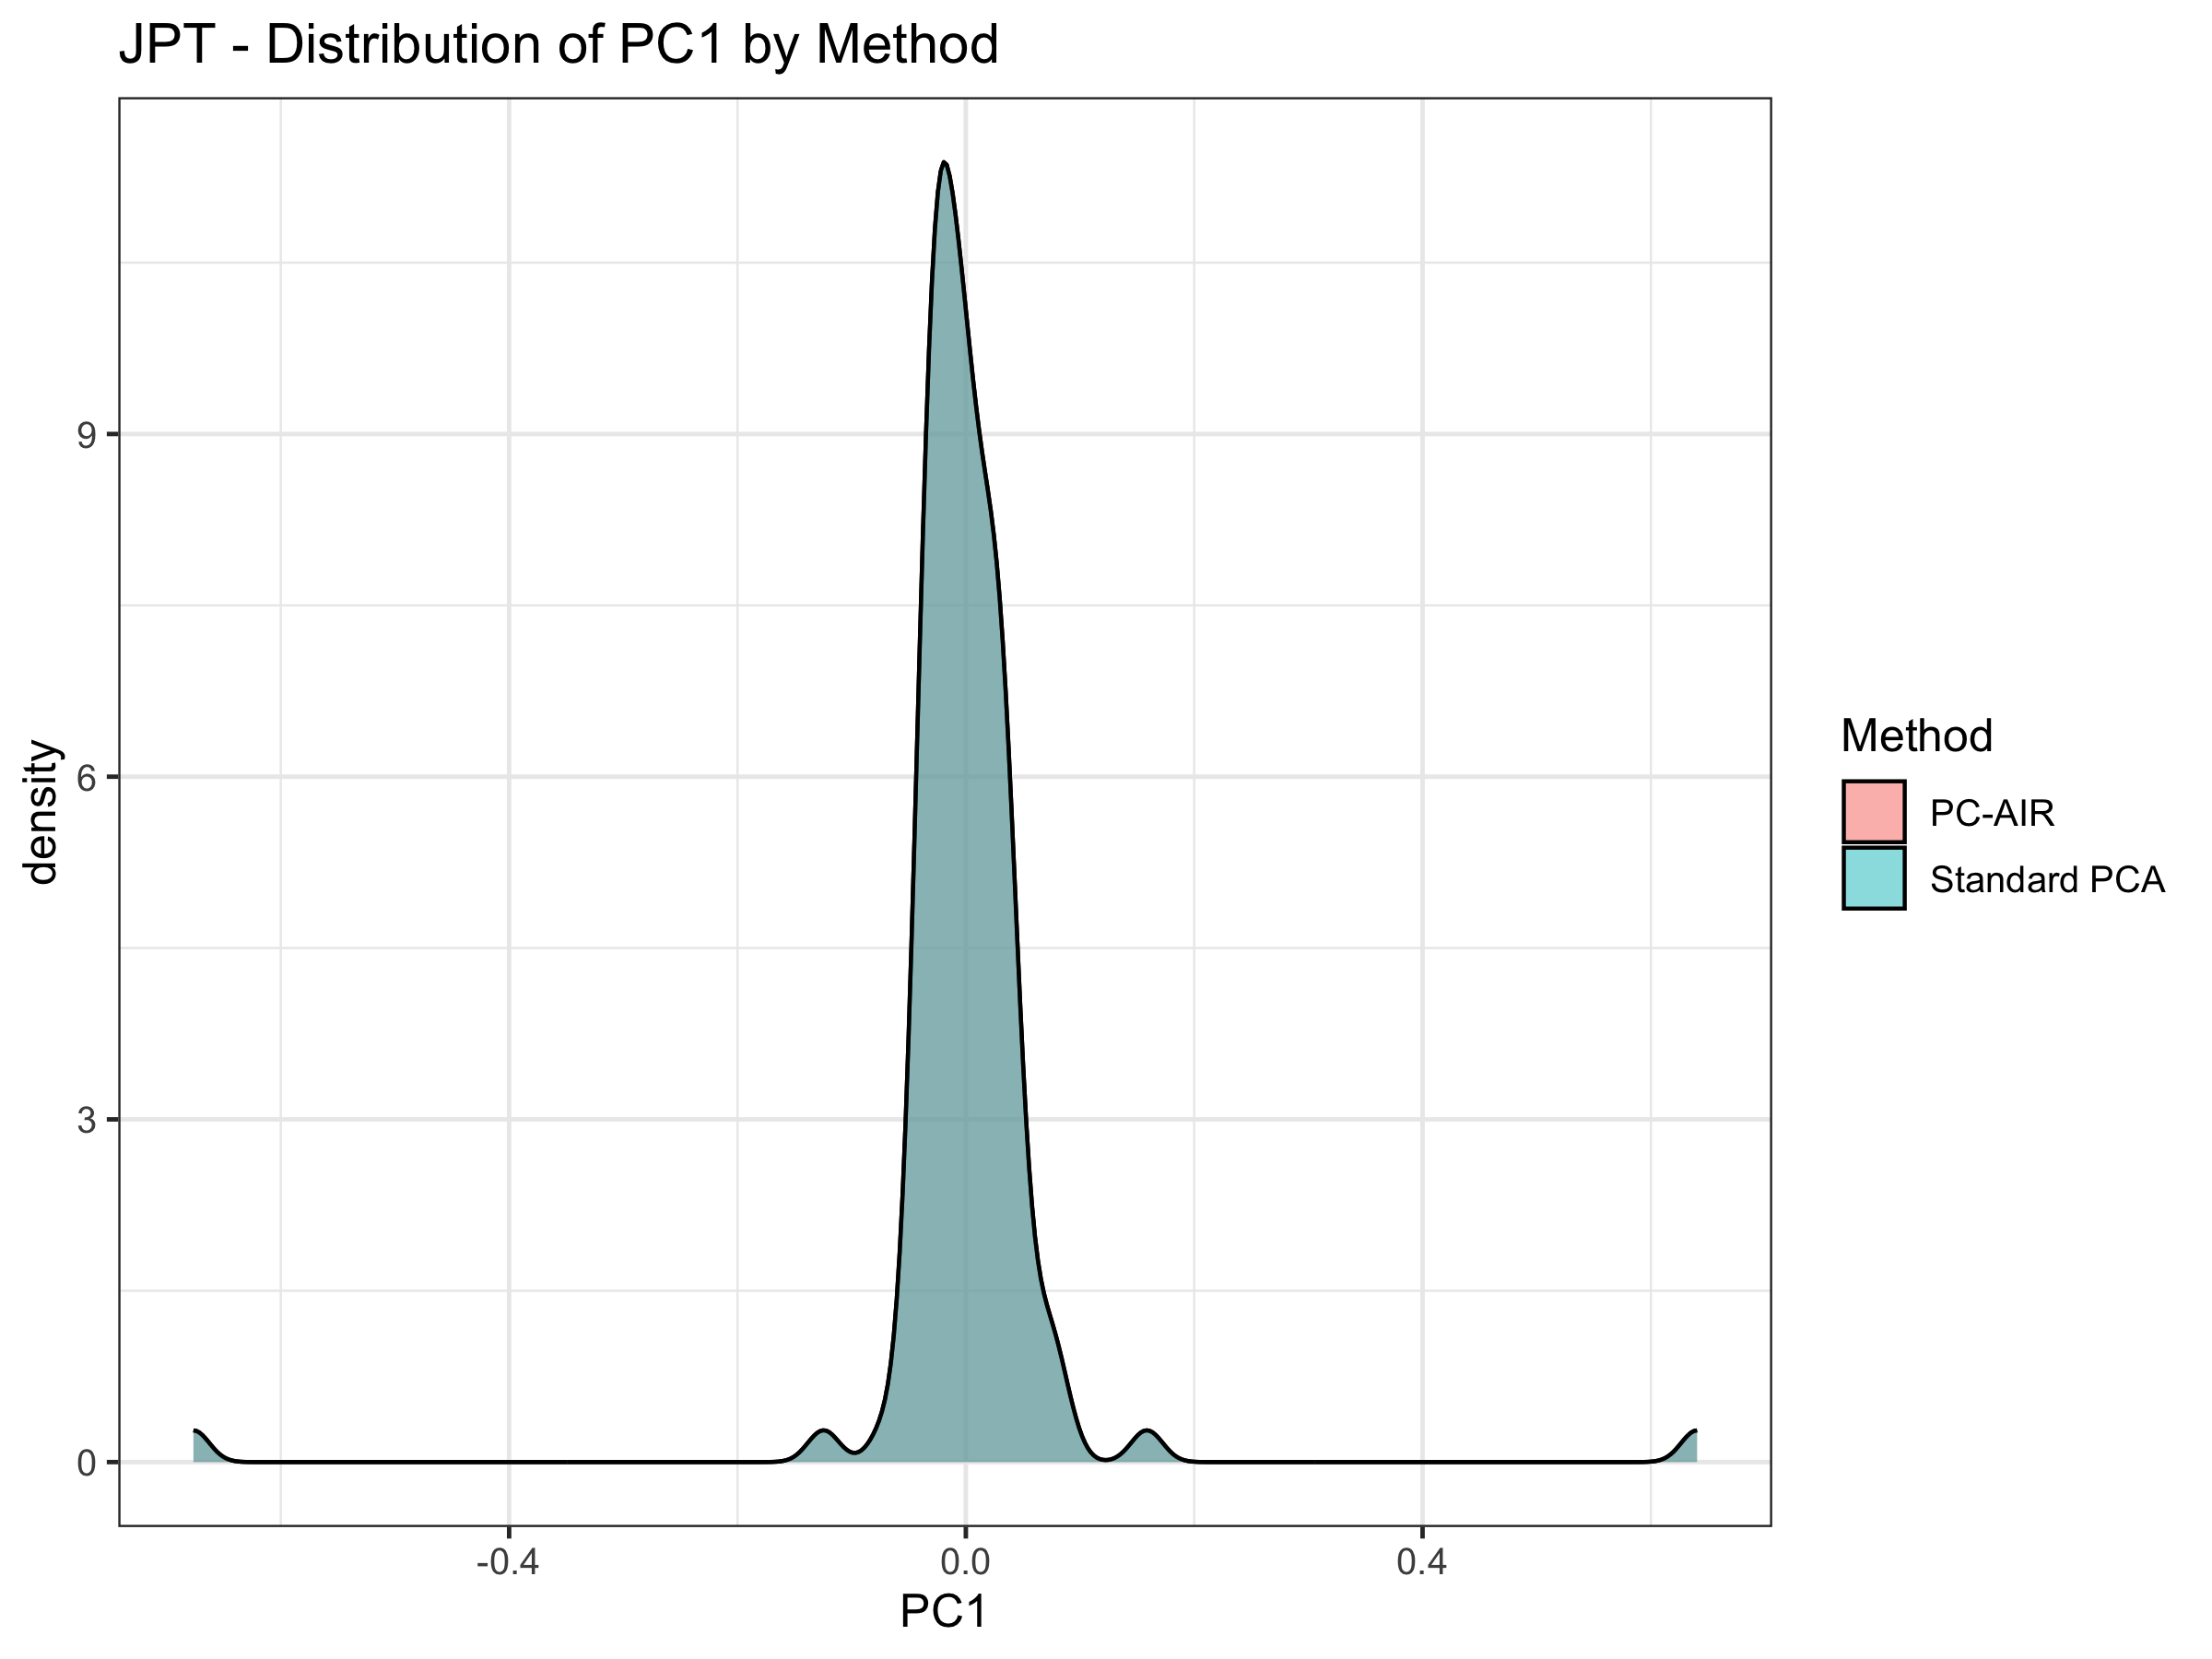 JPT - Distribution of PC1 by Method
density
9
6
3
0
-0.4
0.0
0.4
PC1
Method
PC-AIR
Standard PCA